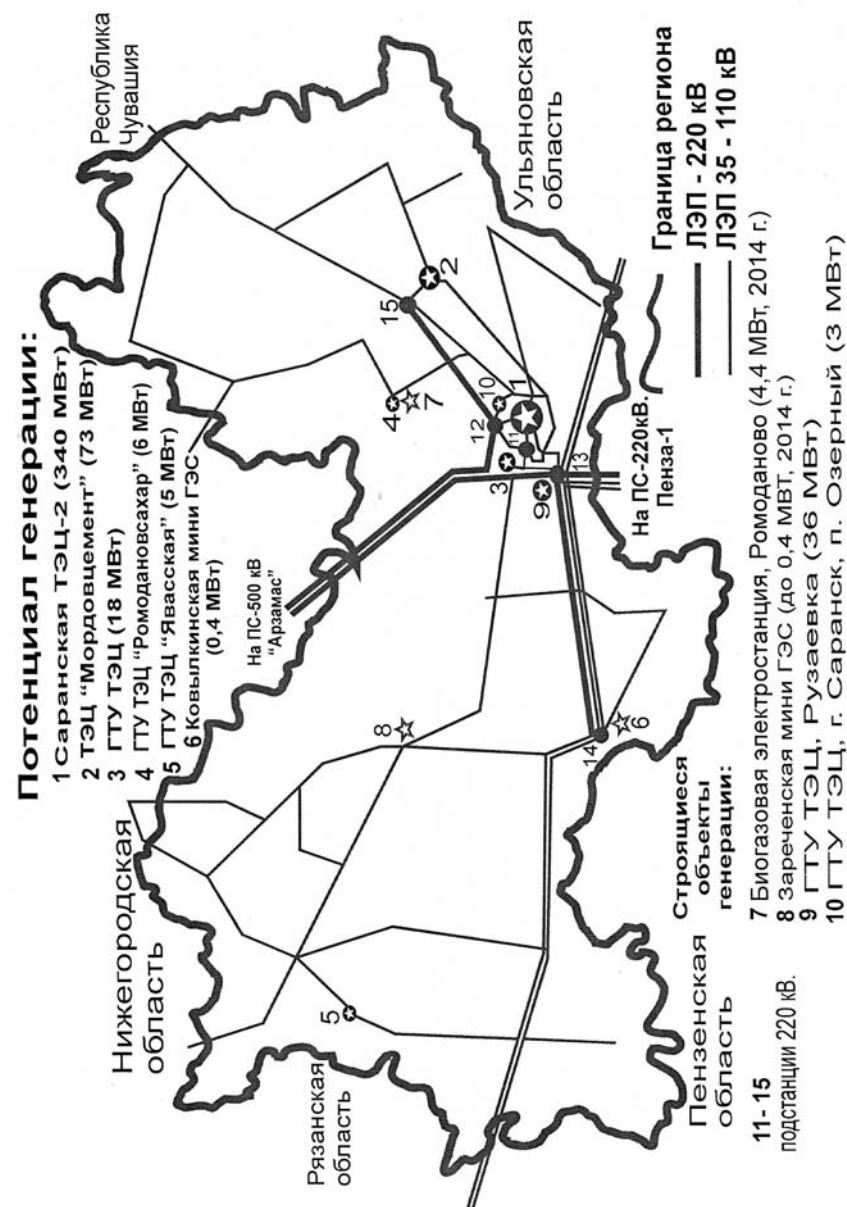 Потенциал генерации:
1 Саранская ТЭЦ-2 (340 МВт)
2 ТЭЦ "Мордовцемент" (73 МВт)
3 ГТУ ТЭЦ (18 МВт)
4 ГТУ ТЭЦ "Ромодановсахар" (6 МВт)
5 ГТУ ТЭЦ "Явасская" (5 МВт)
6 Ковылкинская мини ГЭС
(0,4 МВт)
Нижегородская
область
Республика
Чувашия
На ПС-500 кВ
"Арзамас"
Рязанская
область
Ульяновская
область
5
8
4
7
15
2
12
10
3
11
1
9
13
14
6
На ПС-220кВ.
Пенза-1
Пензенская
область
Строящиеся
объекты
генерации:
Граница региона
ЛЭП - 220 кВ
ЛЭП 35 - 110 кВ
11- 15
подстанции 220 кВ.
7 Биогазовая электростанция, Ромоданово (4,4 МВт, 2014 г.)
8 Зареченская мини ГЭС (до 0,4 МВТ, 2014 г.)
9 ГТУ ТЭЦ, Рузаевка (36 МВт)
10 ГТУ ТЭЦ, г. Саранск, п. Озерный (3 МВт)